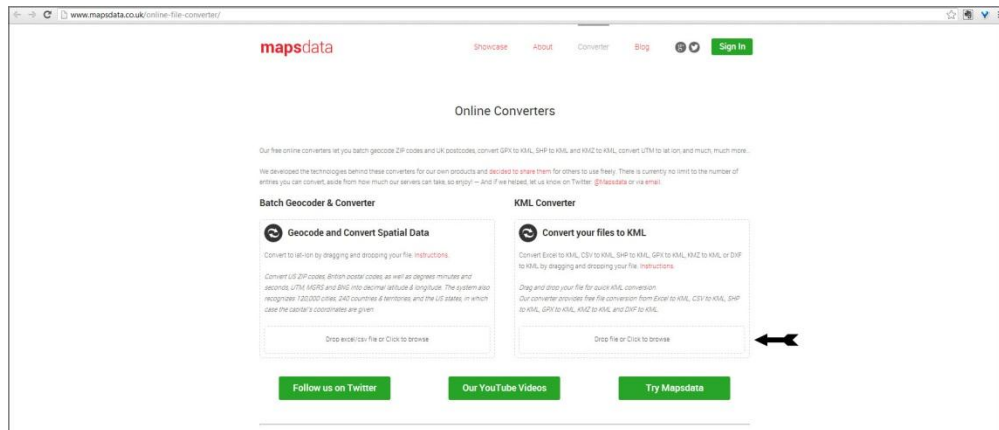 www.mapsdata.co.uk/online-file-converter/
mapsdata
Showcase About Converter Blog Sign In
Online Converters
Our free online converters let you batch geocode ZIP codes and UK postcodes, convert GPX to KML, SHP to KML and KMZ to KML, convert UTM to lat-lon, and much, much more...
We developed the technologies behind these converters for our own products and decided to share them for others to use freely. There is currently no limit to the number of
entries you can convert, aside from how much our servers can take, so enjoy! — And if we helped, let us know on Twitter: @Mapsdata or via email.
Batch Geocoder & Converter
Geocode and Convert Spatial Data
Convert to lat-lon by dragging and dropping your file. Instructions.
Convert US ZIP codes, British postal codes, as well as degrees minutes and
seconds, UTM, MGRS and BNG into decimal latitude & longitude. The system also
recognizes 120,000 cities, 240 countries & territories, and the US states, in which
case the capital's coordinates are given.
Drop excel/csv file or Click to browse
KML Converter
Convert your files to KML
Convert Excel to KML, CSV to KML, SHP to KML, GPX to KML, KMZ to KML or DXF
to KML by dragging and dropping your file. Instructions.
Drag and drop your file for quick KML conversion.
Our converter provides free file conversion from Excel to KML, CSV to KML, SHP
to KML, GPX to KML, KMZ to KML and DXF to KML.
Drop file or Click to browse
Follow us on Twitter
Our YouTube Videos
Try Mapsdata